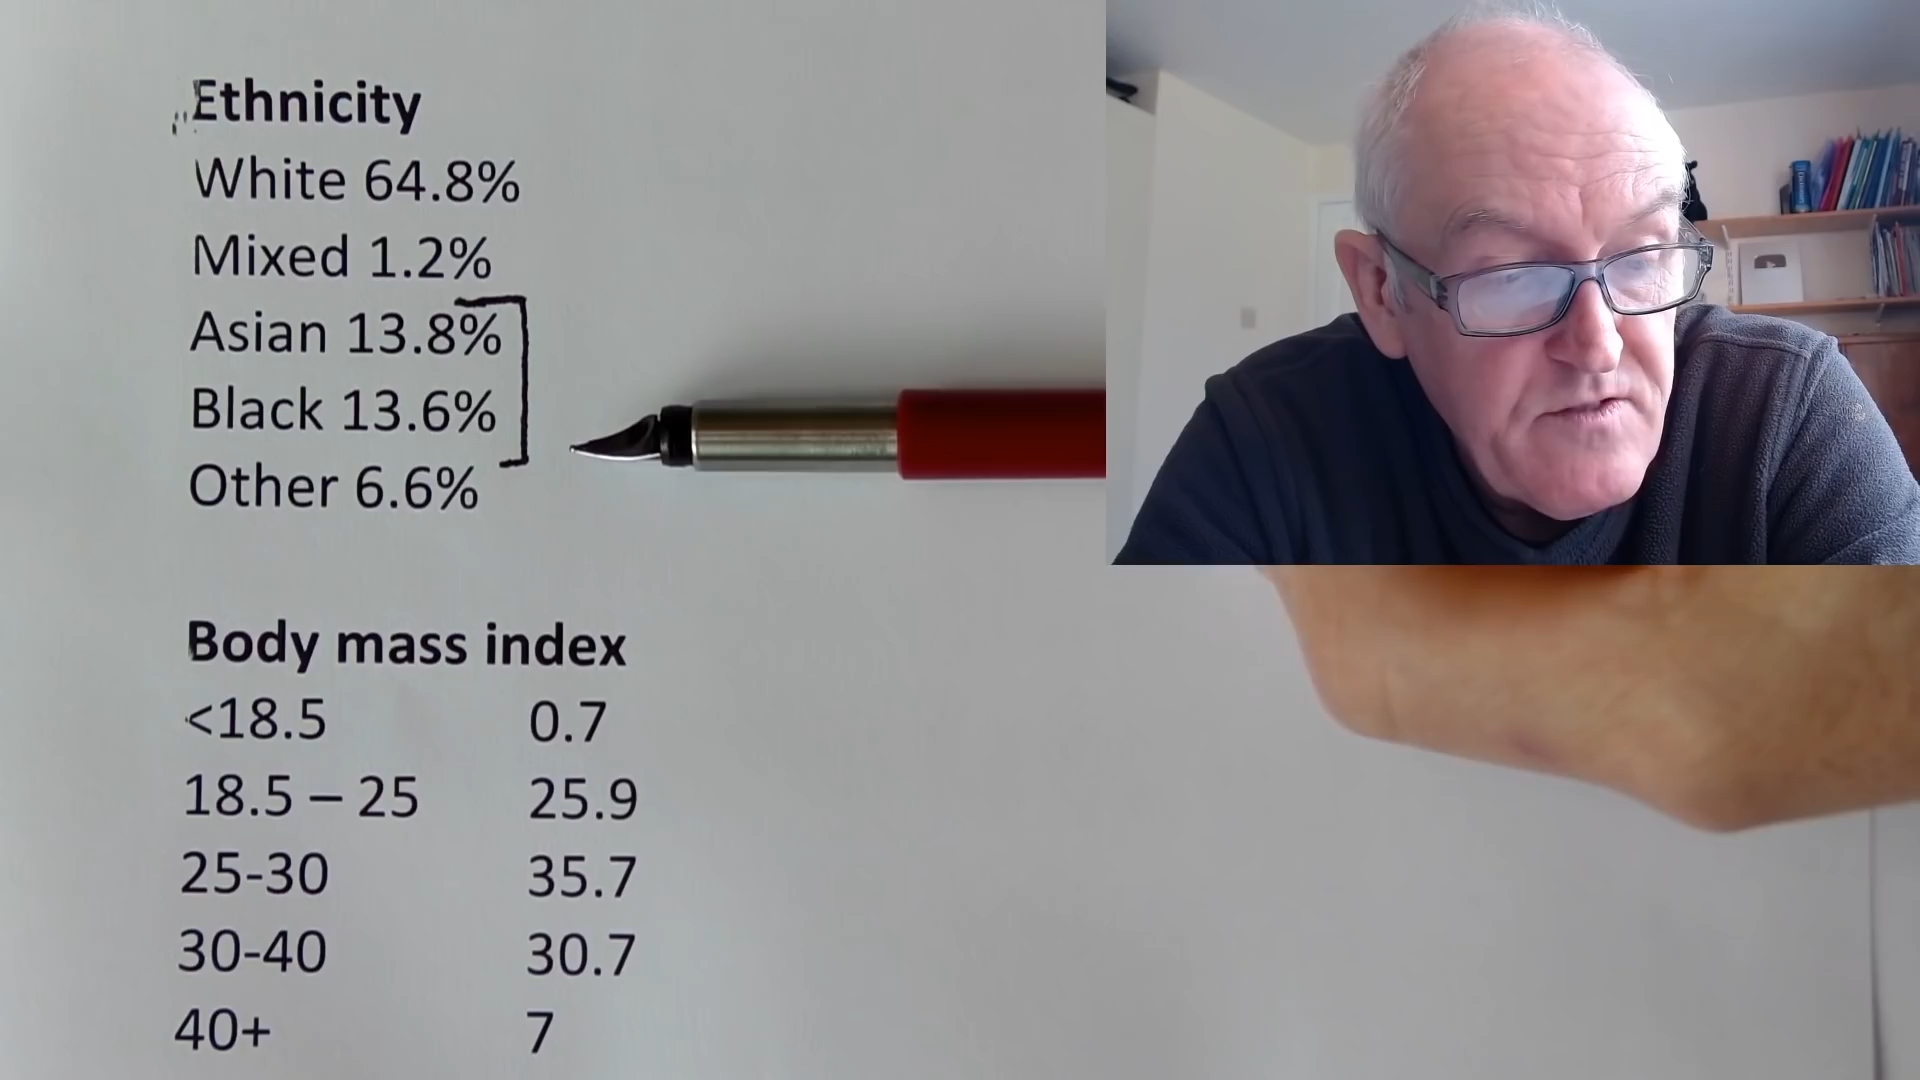 Ethnicity
White 64.8%
Mixed 1.2%
Asian 13.8%
Black 13.6%
Other 6.6%
Body mass index
<18.5 0.7
18.5 – 25 25.9
25-30 35.7
30-40 30.7
40+ 7